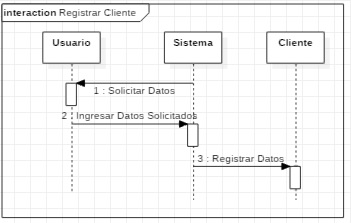 interaction Registrar Cliente
Usuario
Sistema
Cliente
1 : Solicitar Datos
2 : Ingresar Datos Solicitados
3 : Registrar Datos